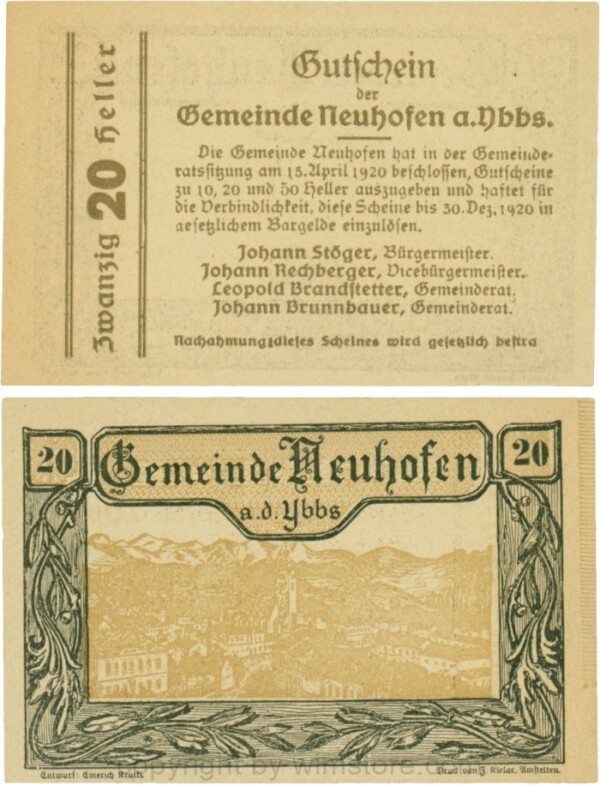 Zwanzig 20 Heller
Gutschein
der
Gemeinde Neuhofen a.Ybbs.
Die Gemeinde Neuhofen hat in der Gemeinde-
ratssitzung am 15. April 1920 beschlossen, Gutscheine
zu 10, 20 und 50 Heller auszugeben und haftet für
die Verbindlichkeit, diese Scheine bis 30. Dez. 1920 in
gesetzlichem Bargelde einzulösen.
Johann Stöger, Bürgermeister.
Johann Rechberger, Vicebürgermeister.
Leopold Brandstetter, Gemeinderat.
Johann Brunnbauer, Gemeinderat.
Nachahmung dieses Scheines wird gesetzlich bestra
20 Gemeinde Neuhofen 20
a.d. Ybbs
Entwurf: Emerich Druck von J. Kielar, Amstetten.
copyright by winstore.